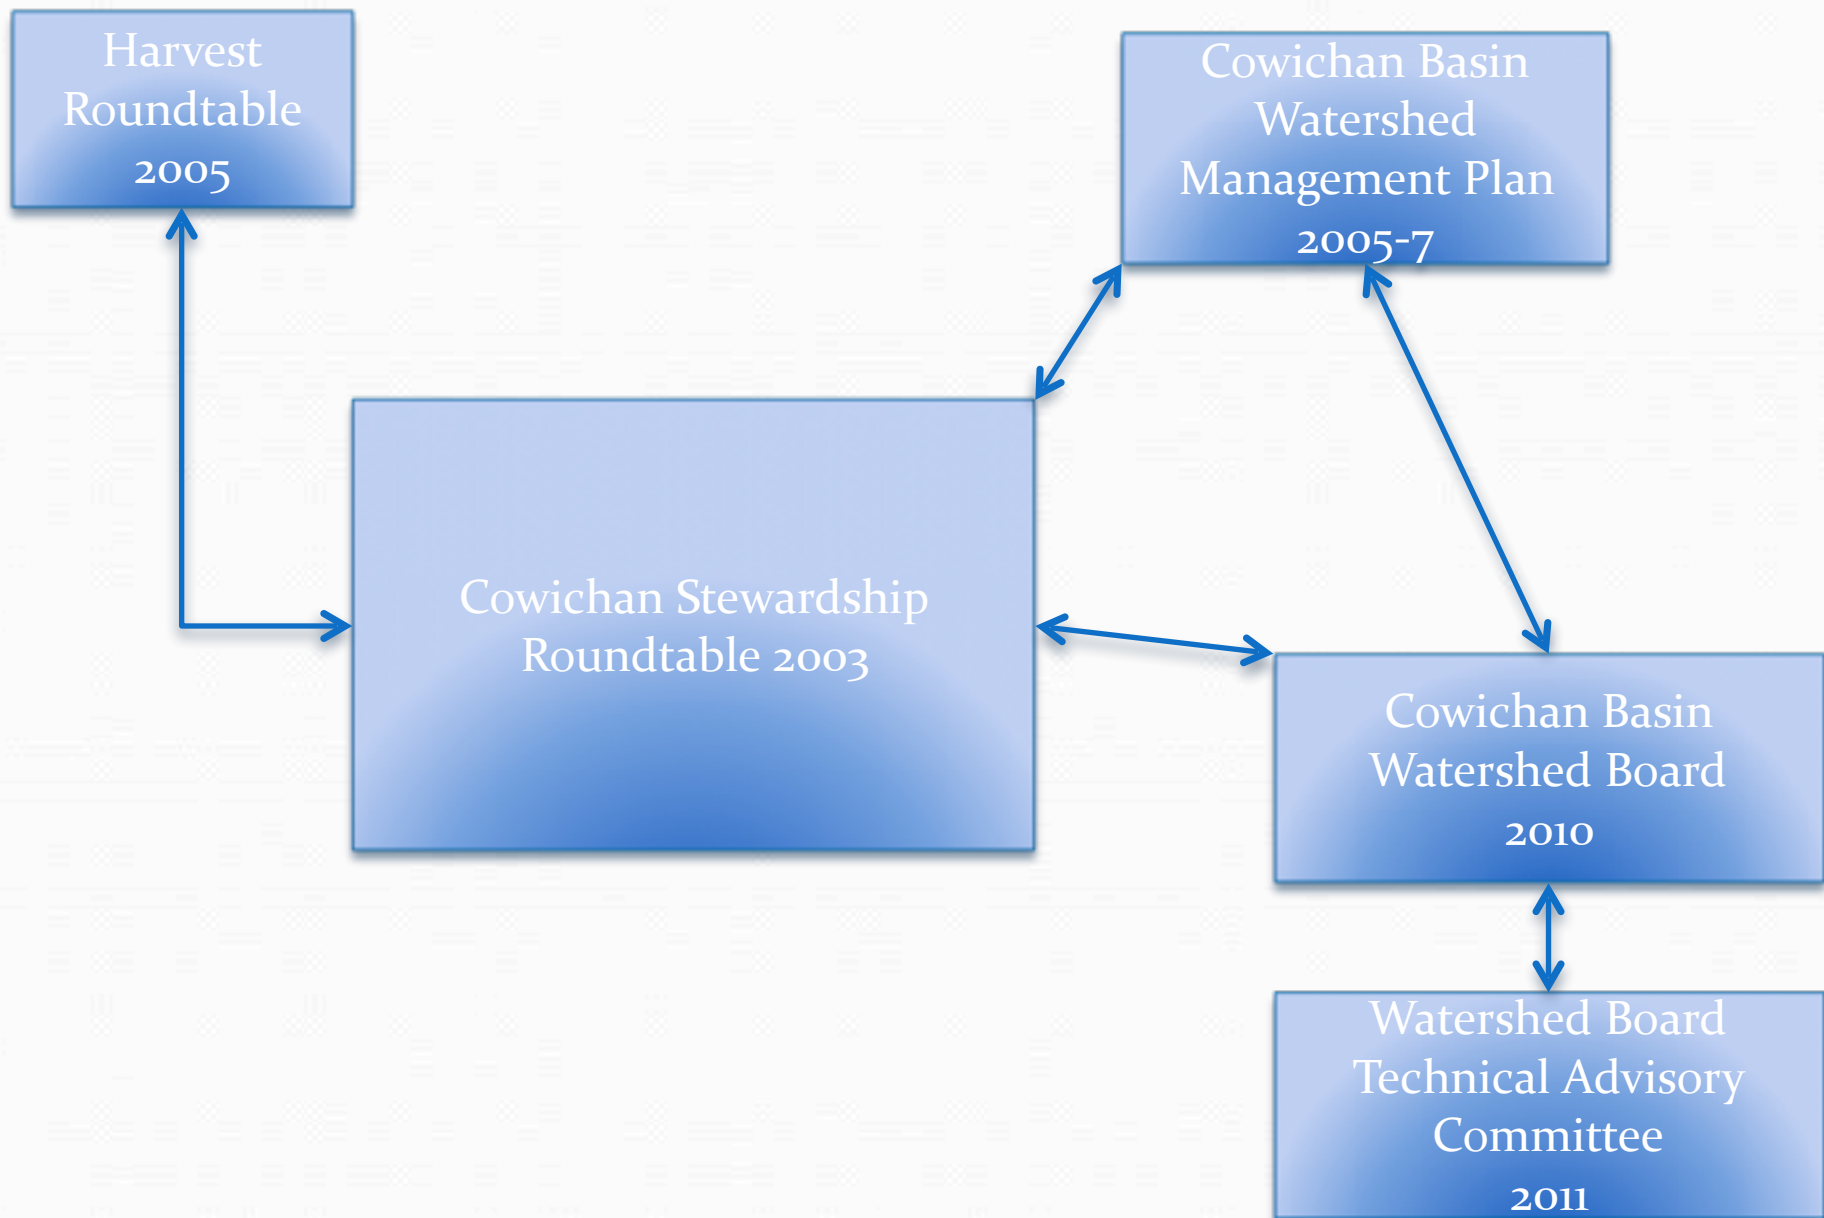 Harvest
Roundtable
2005
Cowichan Basin
Watershed
Management Plan
2005-7
Cowichan Stewardship
Roundtable 2003
Cowichan Basin
Watershed Board
2010
Watershed Board
Technical Advisory
Committee
2011